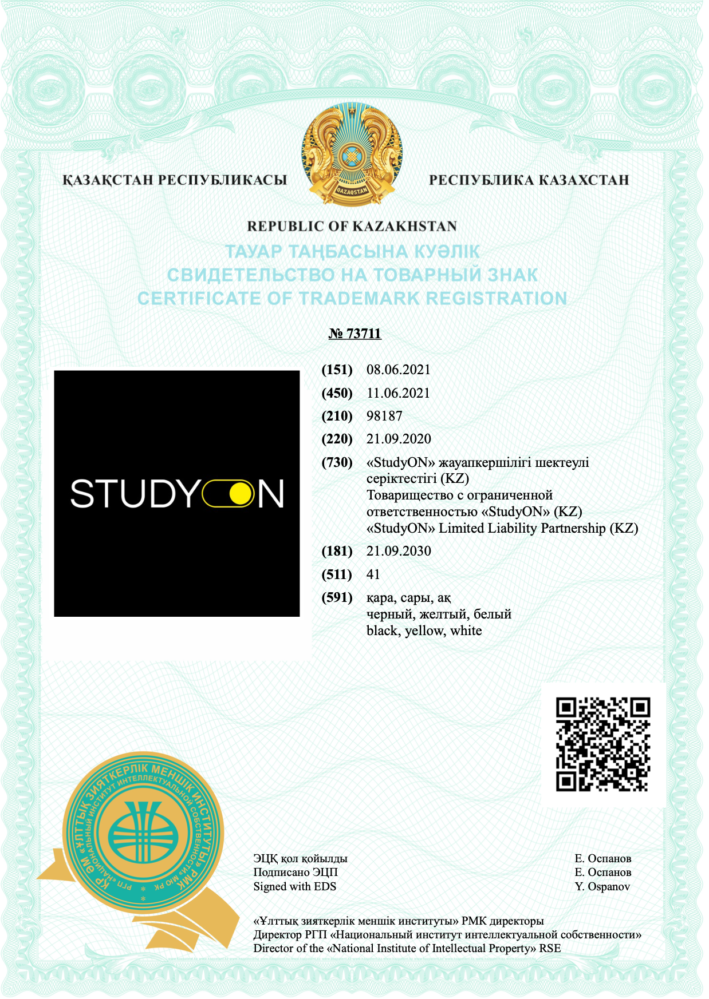 ҚАЗАҚСТАН РЕСПУБЛИКАСЫ
РЕСПУБЛИКА КАЗАХСТАН
QAZAQSTAN
REPUBLIC OF KAZAKHSTAN
ТАУАР ТАҢБАСЫНА КУӘЛІК
СВИДЕТЕЛЬСТВО НА ТОВАРНЫЙ ЗНАК
CERTIFICATE OF TRADEMARK REGISTRATION
№ 73711
STUDYON
(151) 08.06.2021
(450) 11.06.2021
(210) 98187
(220) 21.09.2020
(730) «StudyON» жауапкершілігі шектеулі
серіктестігі (KZ)
Товарищество с ограниченной
ответственностью «StudyON» (KZ)
«StudyON» Limited Liability Partnership (KZ)
(181) 21.09.2030
(511) 41
(591) қара, сары, ақ
черный, желтый, белый
black, yellow, white
ҚР ӘМ «ҰЛТТЫҚ ЗИЯТКЕРЛІК МЕНШІК ИНСТИТУТЫ» РМК
РГП «НАЦИОНАЛЬНЫЙ ИНСТИТУТ ИНТЕЛЛЕКТУАЛЬНОЙ СОБСТВЕННОСТИ» МЮ РК
ЭЦҚ қол қойылды Е. Оспанов
Подписано ЭЦП Е. Оспанов
Signed with EDS Y. Ospanov
«Ұлттық зияткерлік меншік институты» РМК директоры
Директор РГП «Национальный институт интеллектуальной собственности»
Director of the «National Institute of Intellectual Property» RSE